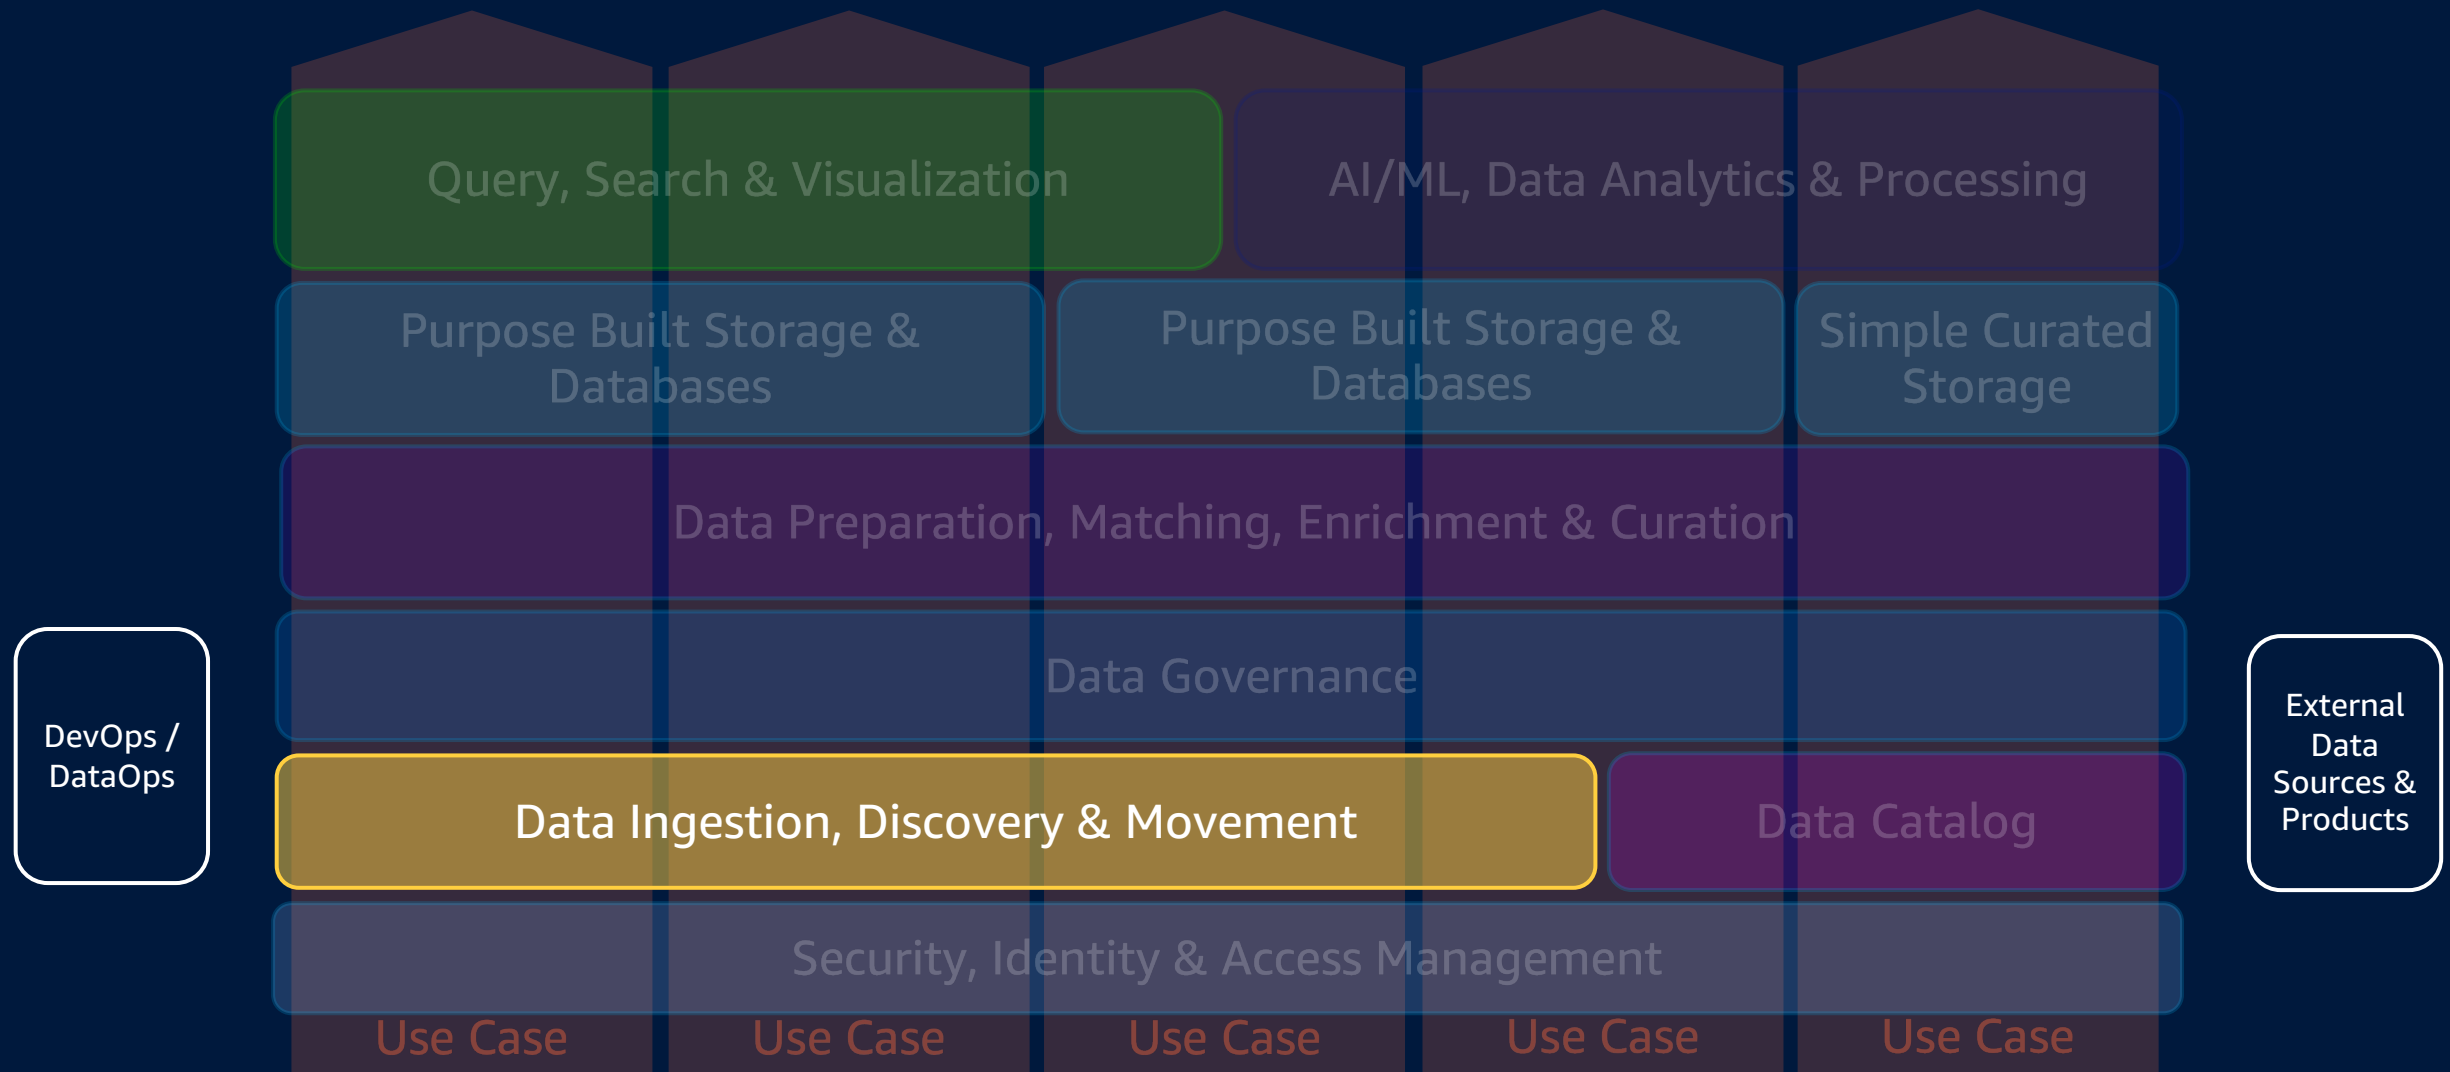 Query, Search & Visualization
AI/ML, Data Analytics & Processing
Purpose Built Storage &
Databases
Purpose Built Storage &
Databases
Simple Curated
Storage
Data Preparation, Matching, Enrichment & Curation
Data Governance
DevOps /
DataOps
External
Data
Sources &
Products
Data Ingestion, Discovery & Movement
Data Catalog
Security, Identity & Access Management
Use Case
Use Case
Use Case
Use Case
Use Case